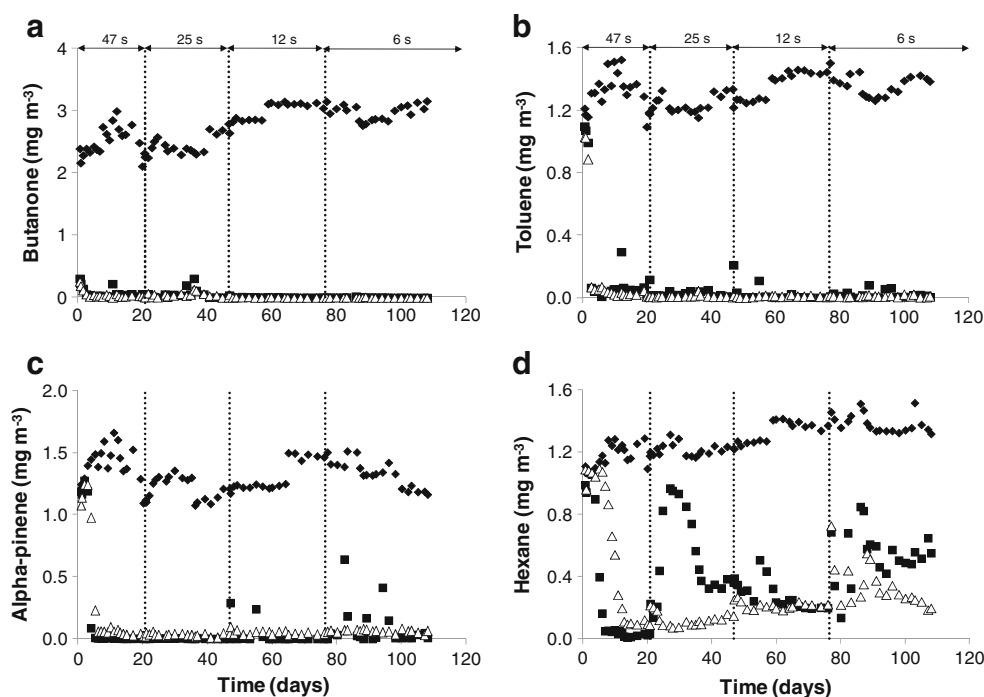 a
47 s 25 s 12 s 6 s
Butanone (mg m-3)
4
3
2
1
0
0 20 40 60 80 100 120
b
47 s 25 s 12 s 6 s
Toluene (mg m-3)
1.6
1.2
0.8
0.4
0.0
0 20 40 60 80 100 120
c
Alpha-pinene (mg m-3)
2.0
1.5
1.0
0.5
0.0
0 20 40 60 80 100 120
Time (days)
d
Hexane (mg m-3)
1.6
1.2
0.8
0.4
0.0
0 20 40 60 80 100 120
Time (days)